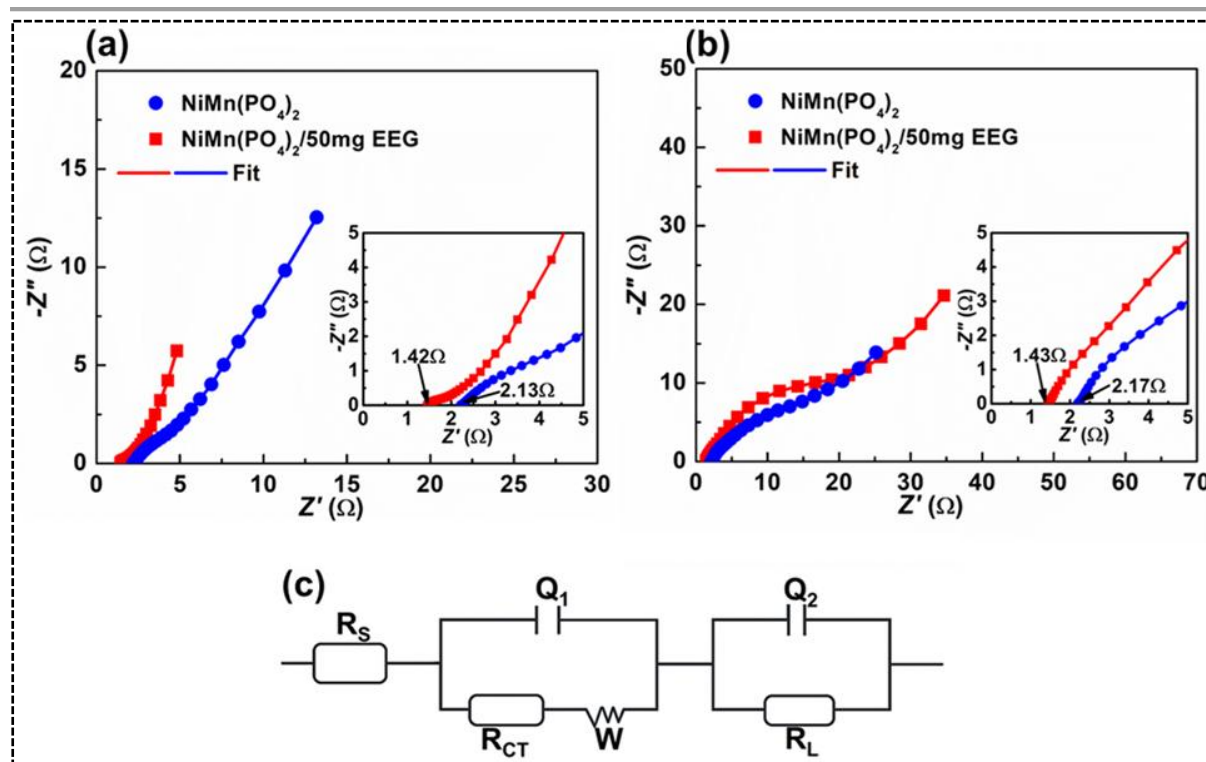 (a)
20
15
10
5
0
-Z″ (Ω)
NiMn(PO₄)₂
NiMn(PO₄)₂/50mg EEG
Fit
5
4
3
2
1
0
-Z″ (Ω)
1.42Ω
2.13Ω
0 1 2 3 4 5
Z′ (Ω)
0 5 10 15 20 25 30
Z′ (Ω)
(b)
50
40
30
20
10
0
NiMn(PO₄)₂
NiMn(PO₄)₂/50mg EEG
Fit
5
4
3
2
1
0
-Z″ (Ω)
1.43Ω
2.17Ω
0 1 2 3 4 5
Z′ (Ω)
0 10 20 30 40 50 60 70
Z′ (Ω)
(c)
Q₁ Q₂
R_S
R_CT W R_L